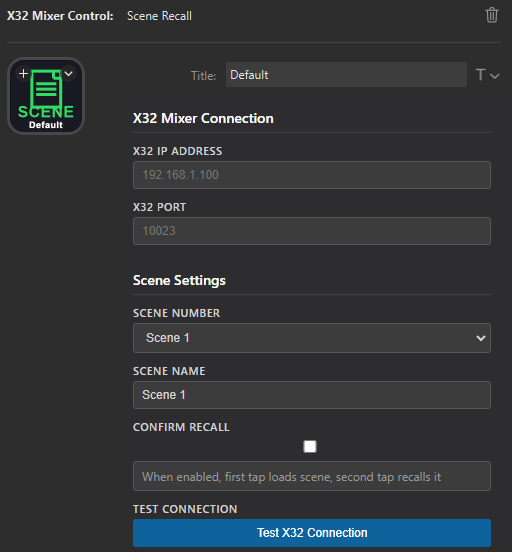 X32 Mixer Control: Scene Recall
SCENE
Default
Title: Default T
X32 Mixer Connection
X32 IP ADDRESS
192.168.1.100
X32 PORT
10023
Scene Settings
SCENE NUMBER
Scene 1
SCENE NAME
Scene 1
CONFIRM RECALL
When enabled, first tap loads scene, second tap recalls it
TEST CONNECTION
Test X32 Connection